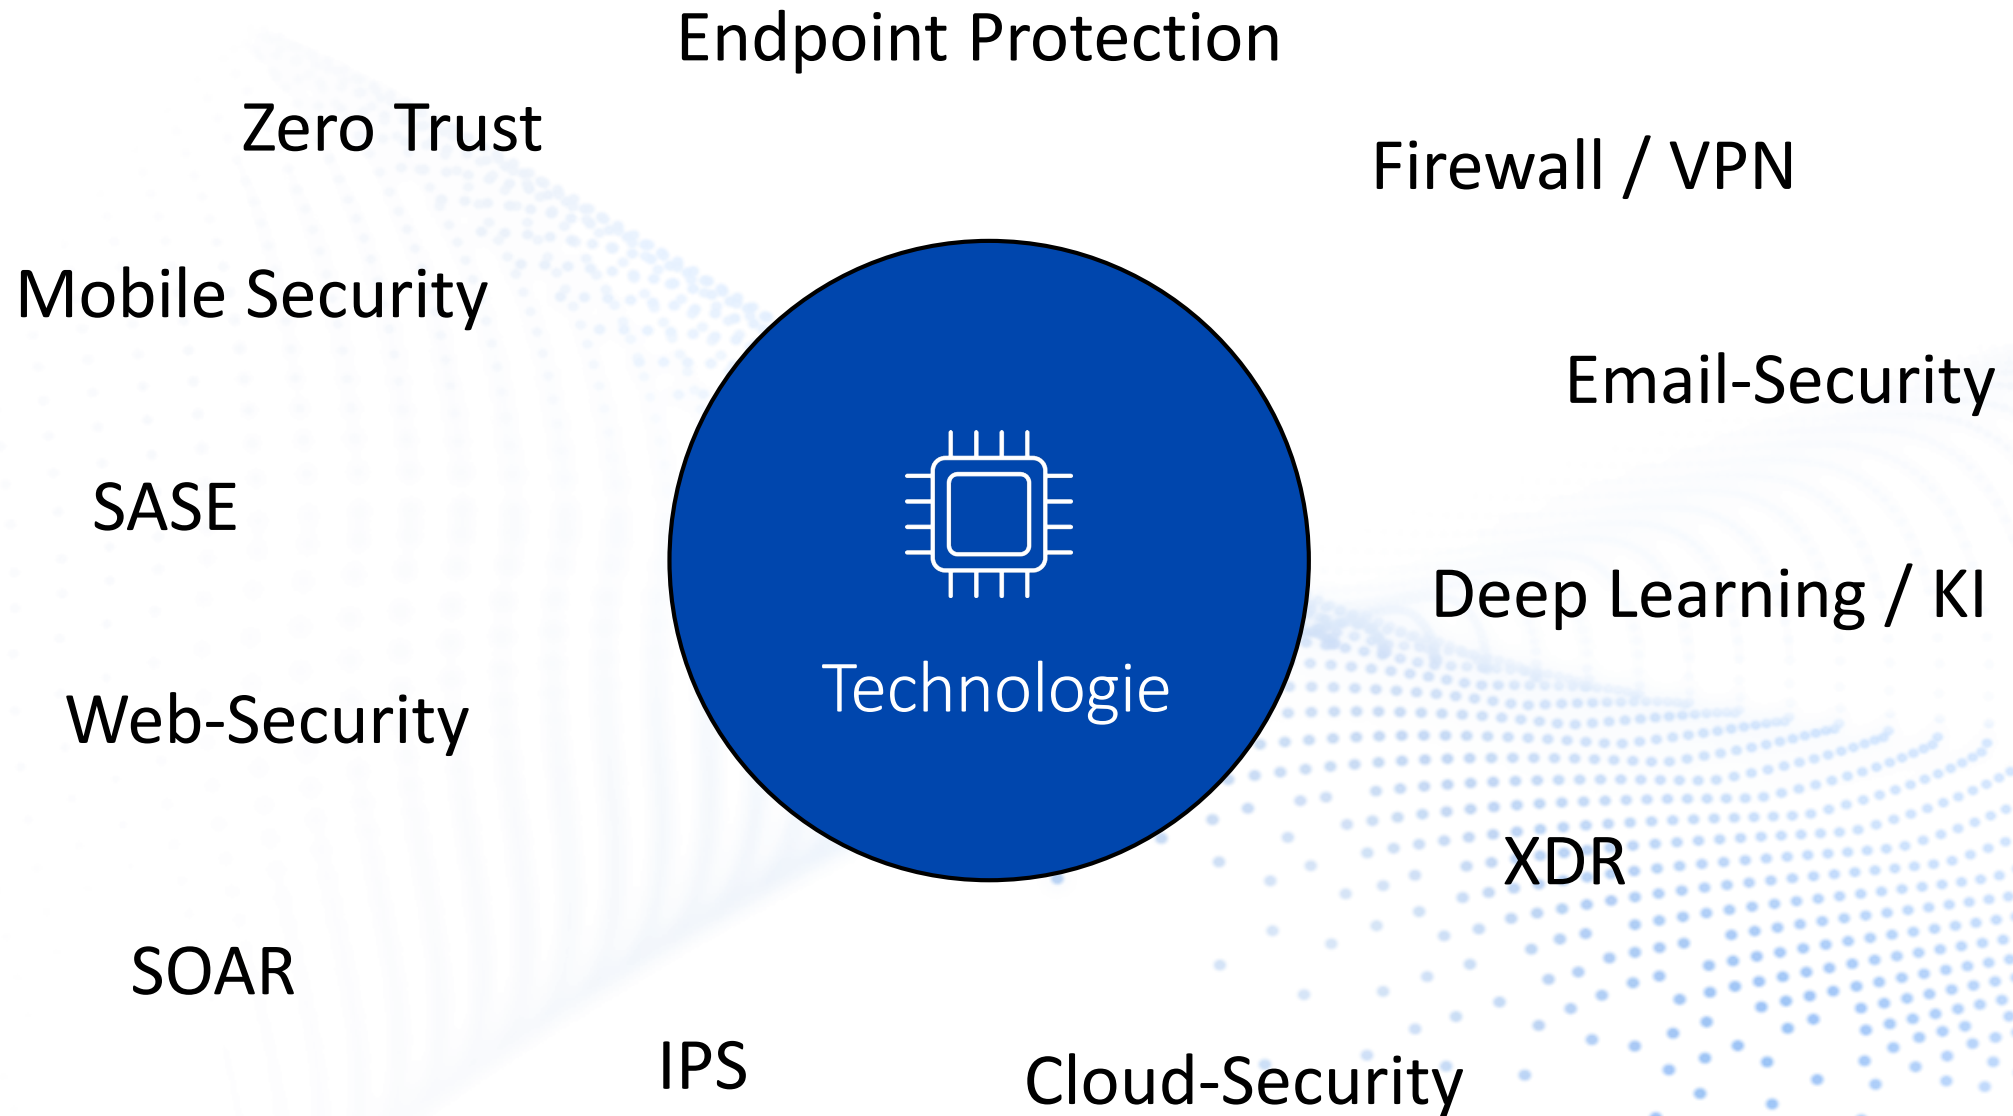 Endpoint Protection
Zero Trust
Firewall / VPN
Mobile Security
Email-Security
SASE
Deep Learning / KI
Technologie
Web-Security
XDR
SOAR
IPS
Cloud-Security